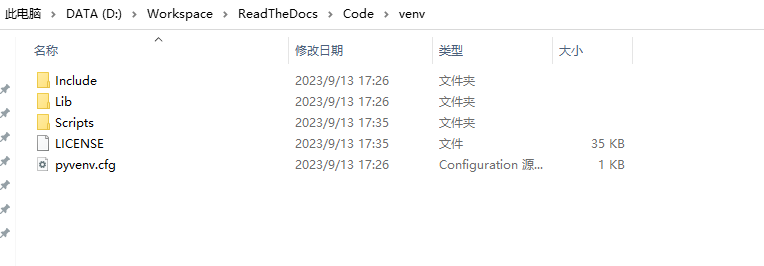 此电脑 > DATA (D:) > Workspace > ReadTheDocs > Code > venv
名称 修改日期 类型 大小
Include 2023/9/13 17:26 文件夹
Lib 2023/9/13 17:26 文件夹
Scripts 2023/9/13 17:35 文件夹
LICENSE 2023/9/13 17:35 文件 35 KB
pyvenv.cfg 2023/9/13 17:26 Configuration 源... 1 KB